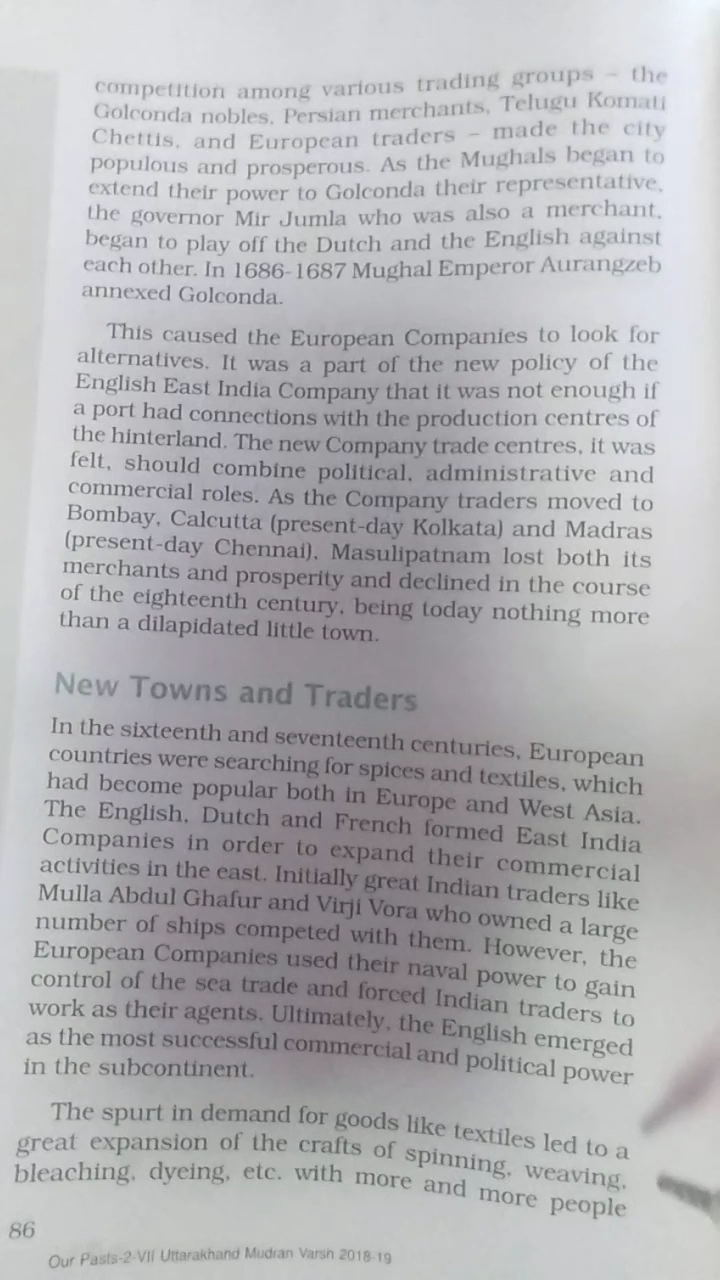 competition among various trading groups – the
Golconda nobles, Persian merchants, Telugu Komati
Chettis, and European traders – made the city
populous and prosperous. As the Mughals began to
extend their power to Golconda their representative,
the governor Mir Jumla who was also a merchant,
began to play off the Dutch and the English against
each other. In 1686-1687 Mughal Emperor Aurangzeb
annexed Golconda.
This caused the European Companies to look for
alternatives. It was a part of the new policy of the
English East India Company that it was not enough if
a port had connections with the production centres of
the hinterland. The new Company trade centres, it was
felt, should combine political, administrative and
commercial roles. As the Company traders moved to
Bombay, Calcutta (present-day Kolkata) and Madras
(present-day Chennai), Masulipatnam lost both its
merchants and prosperity and declined in the course
of the eighteenth century, being today nothing more
than a dilapidated little town.
New Towns and Traders
In the sixteenth and seventeenth centuries, European
countries were searching for spices and textiles, which
had become popular both in Europe and West Asia.
The English, Dutch and French formed East India
Companies in order to expand their commercial
activities in the east. Initially great Indian traders like
Mulla Abdul Ghafur and Virji Vora who owned a large
number of ships competed with them. However, the
European Companies used their naval power to gain
control of the sea trade and forced Indian traders to
work as their agents. Ultimately, the English emerged
as the most successful commercial and political power
in the subcontinent.
The spurt in demand for goods like textiles led to a
great expansion of the crafts of spinning, weaving,
bleaching, dyeing, etc. with more and more people
86
Our Pasts-2-VII Uttarakhand Mudran Varsh 2018-19